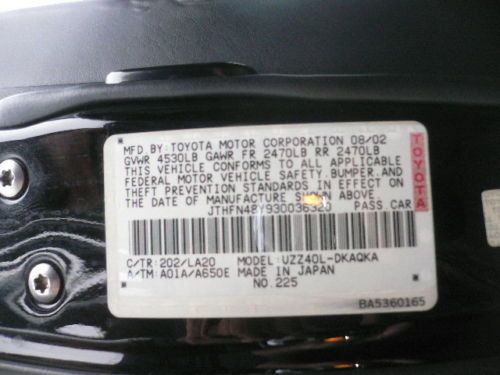 MFD.BY:TOYOTA MOTOR CORPORATION 08/02
GVWR 4530LB GAWR FR 2470LB RR 2470LB
THIS VEHICLE CONFORMS TO ALL APPLICABLE
FEDERAL MOTOR VEHICLE SAFETY,BUMPER,AND
THEFT PREVENTION STANDARDS IN EFFECT ON
THE DATE OF MANUFACTURE SHOWN ABOVE.
PASS CAR
TOYOTA
C/TR:202/LA20 MODEL:UZZ40L-DKAQKA
A/TM:A01A/A650E MADE IN JAPAN
NO.225
BA5360165